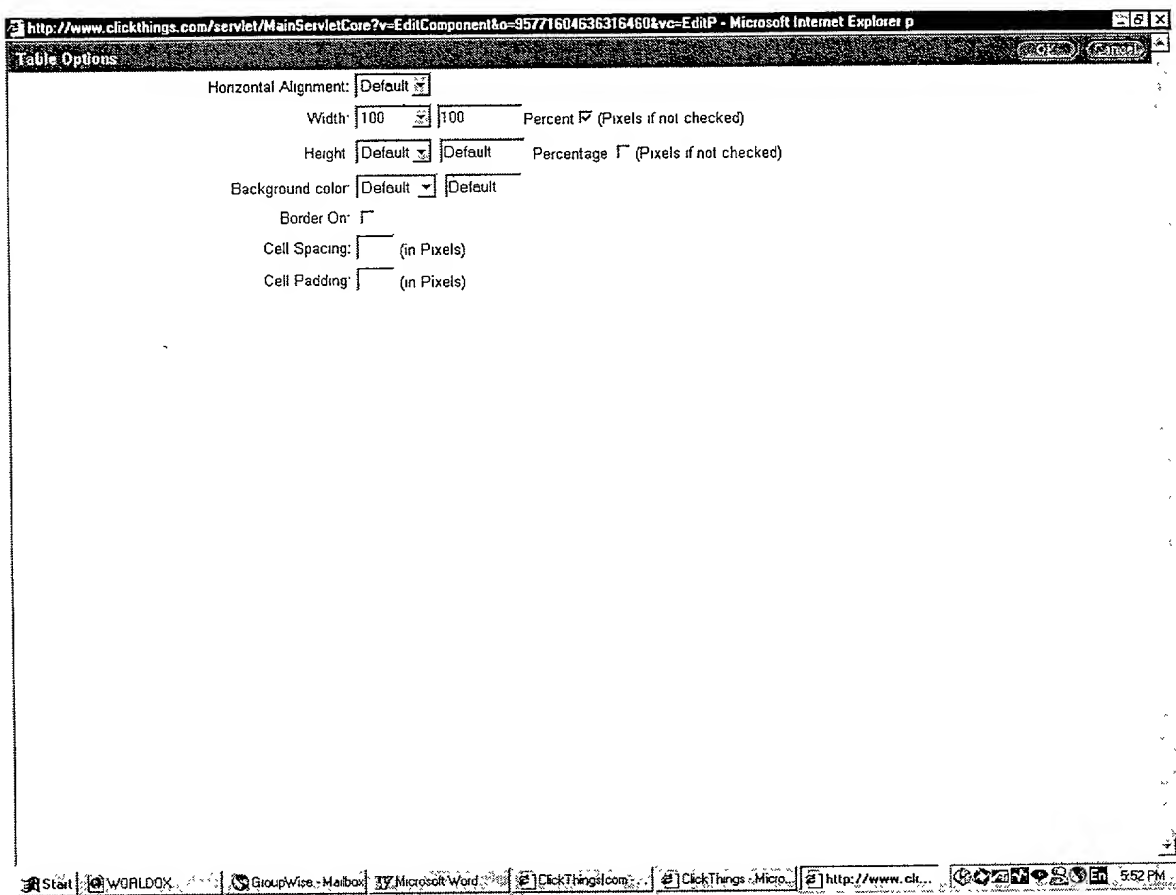 http://www.clickthings.com/servlet/MainServletCore?v=EditComponent&o=95771604636316460&vc=EditP - Microsoft Internet Explorer p
Table Options OK Cancel
Horizontal Alignment: Default
Width: 100 100 Percent (Pixels if not checked)
Height Default Default Percentage (Pixels if not checked)
Background color Default Default
Border On:
Cell Spacing: (in Pixels)
Cell Padding: (in Pixels)
Start WORLDOX GroupWise - Mailbox Microsoft Word ClickThings|com ... ClickThings - Micro... http://www.cli... En 5:52 PM